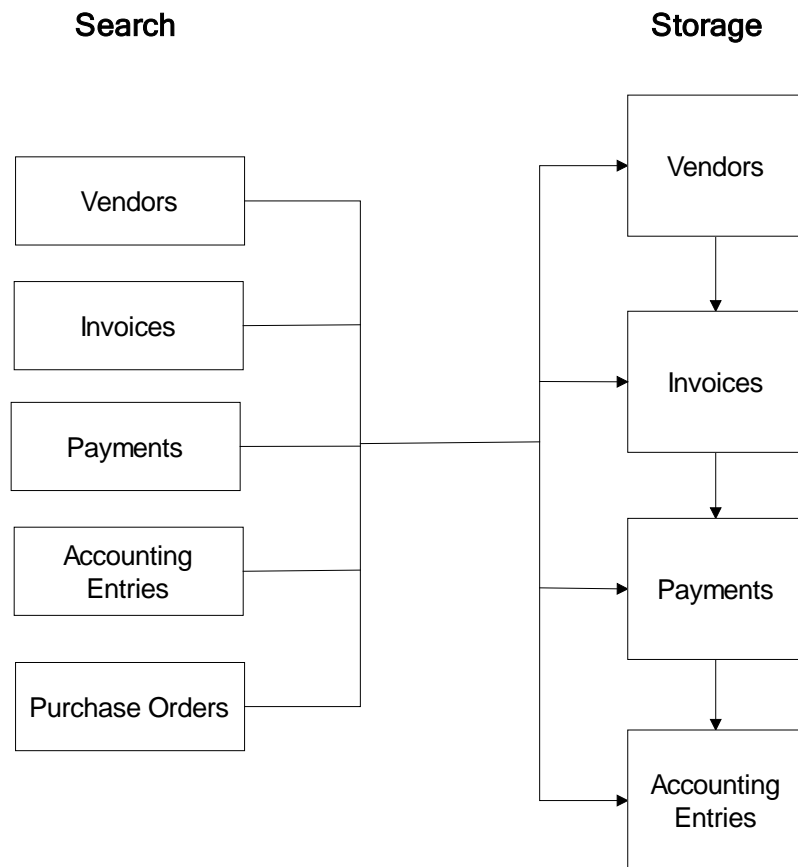 Search
Storage
Vendors
Invoices
Payments
Accounting
Entries
Purchase Orders
Vendors
Invoices
Payments
Accounting
Entries